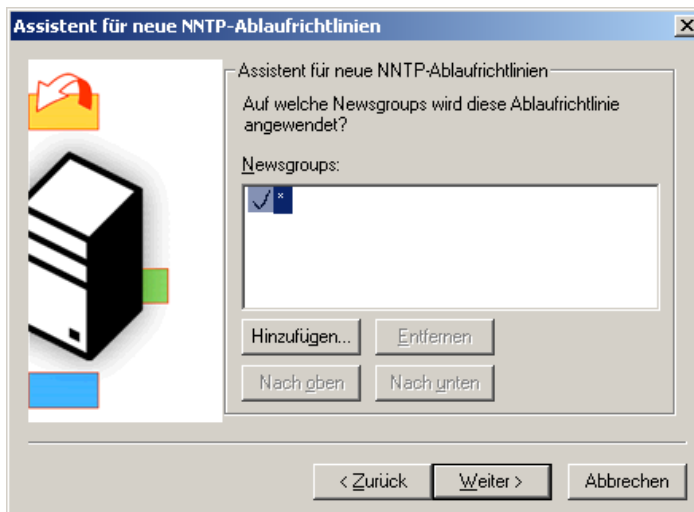 Assistent für neue NNTP-Ablaufrichtlinien
Assistent für neue NNTP-Ablaufrichtlinien
Auf welche Newsgroups wird diese Ablaufrichtlinie
angewendet?
Newsgroups:
*
Hinzufügen...
Entfernen
Nach oben
Nach unten
< Zurück
Weiter >
Abbrechen